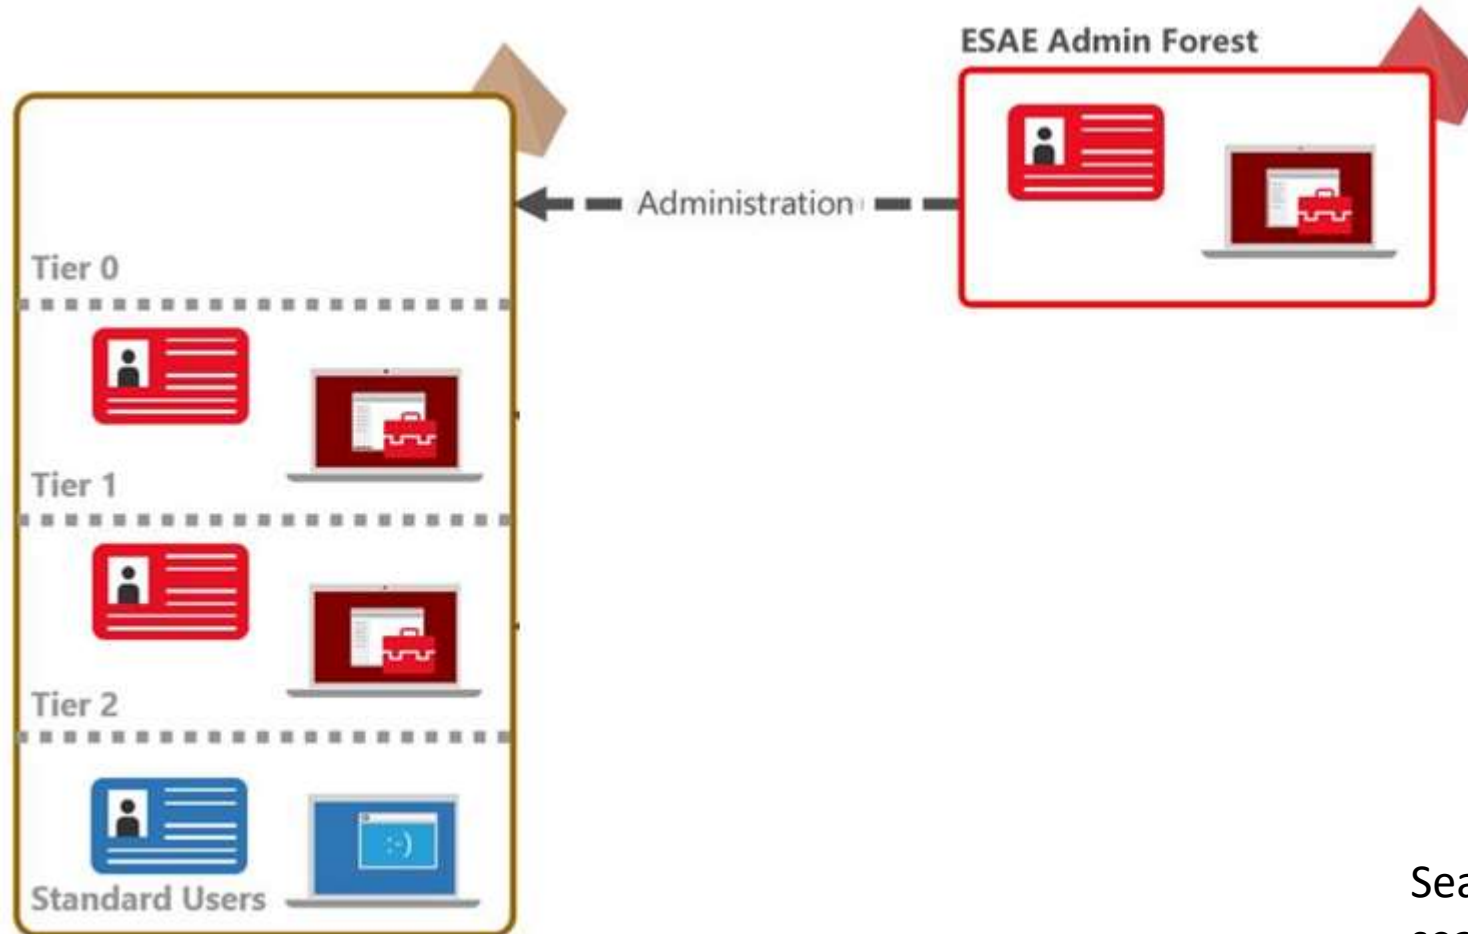 ESAE Admin Forest
Administration
Tier 0
Tier 1
Tier 2
:-)
Standard Users